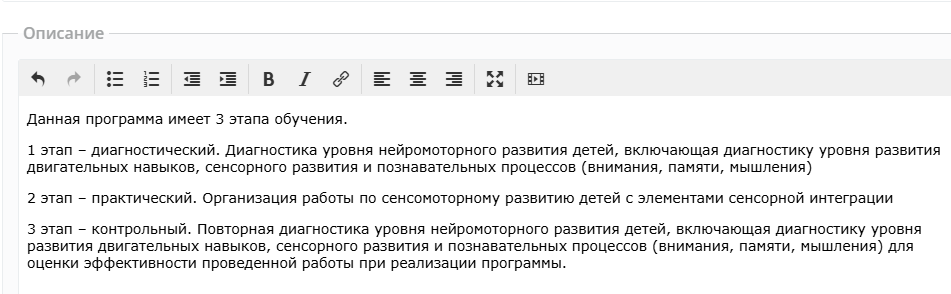 Описание
Данная программа имеет 3 этапа обучения.
1 этап – диагностический. Диагностика уровня нейромоторного развития детей, включающая диагностику уровня развития
двигательных навыков, сенсорного развития и познавательных процессов (внимания, памяти, мышления)
2 этап – практический. Организация работы по сенсомоторному развитию детей с элементами сенсорной интеграции
3 этап – контрольный. Повторная диагностика уровня нейромоторного развития детей, включающая диагностику уровня
развития двигательных навыков, сенсорного развития и познавательных процессов (внимания, памяти, мышления) для
оценки эффективности проведенной работы при реализации программы.